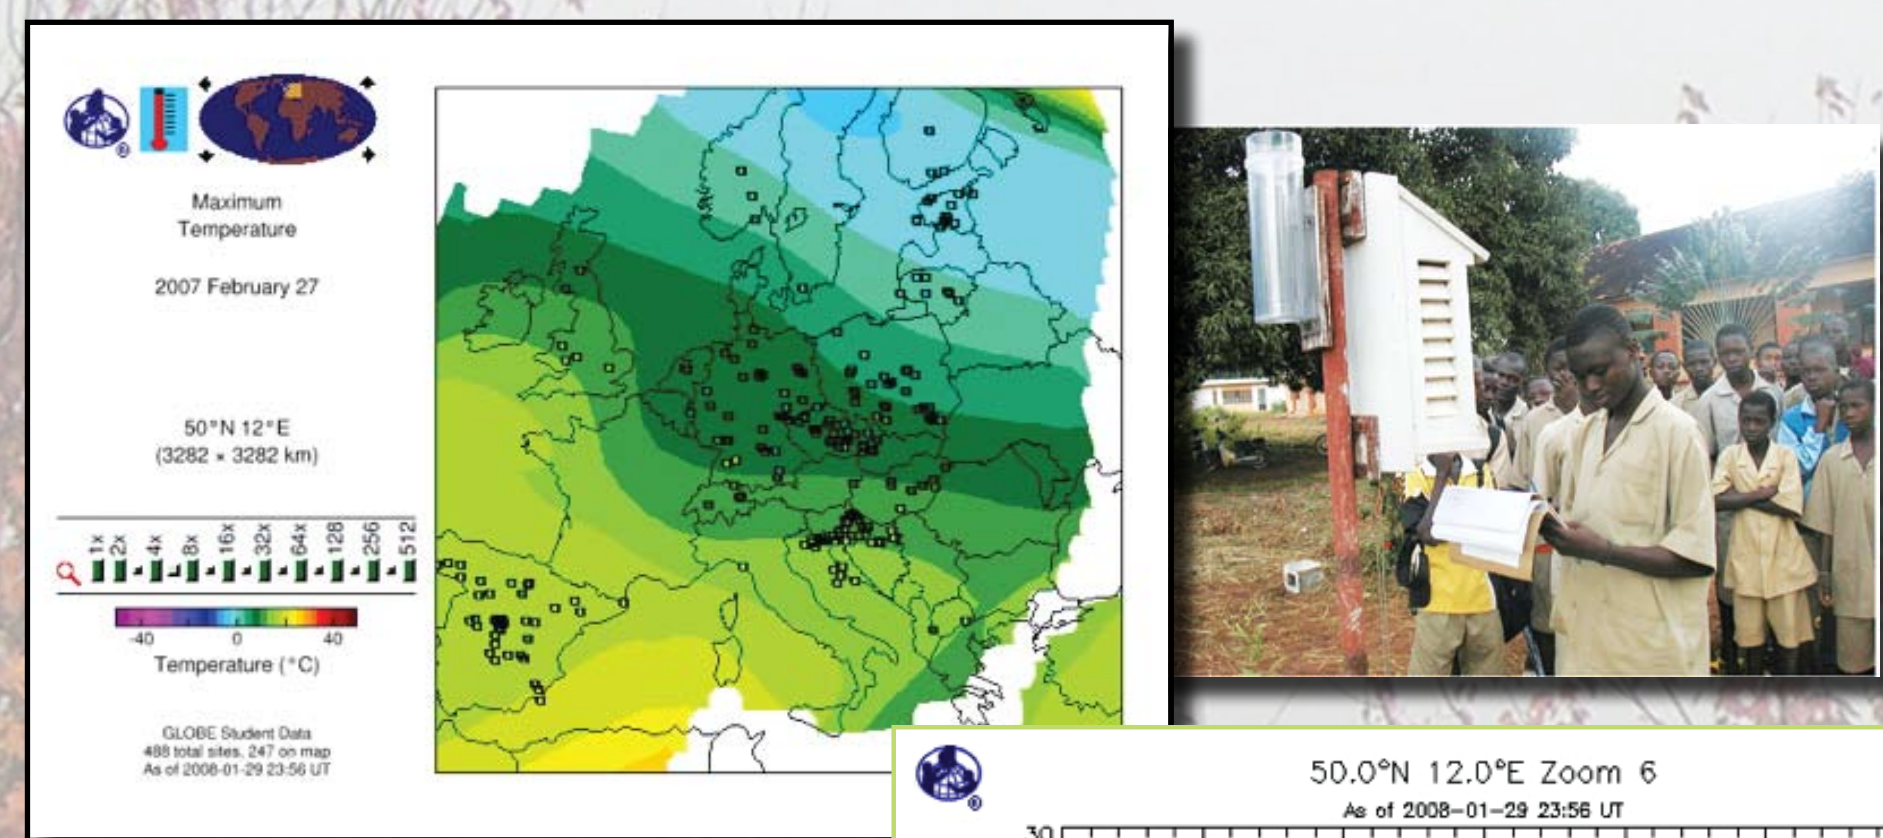 Maximum
Temperature
2007 February 27
50°N 12°E
(3282 × 3282 km)
1x 2x 4x 8x 16x 32x 64x 128 256 512
-40 0 40
Temperature (°C)
GLOBE Student Data
488 total sites. 247 on map
As of 2008-01-29 23:56 UT
50.0°N 12.0°E Zoom 6
As of 2008-01-29 23:56 UT
30